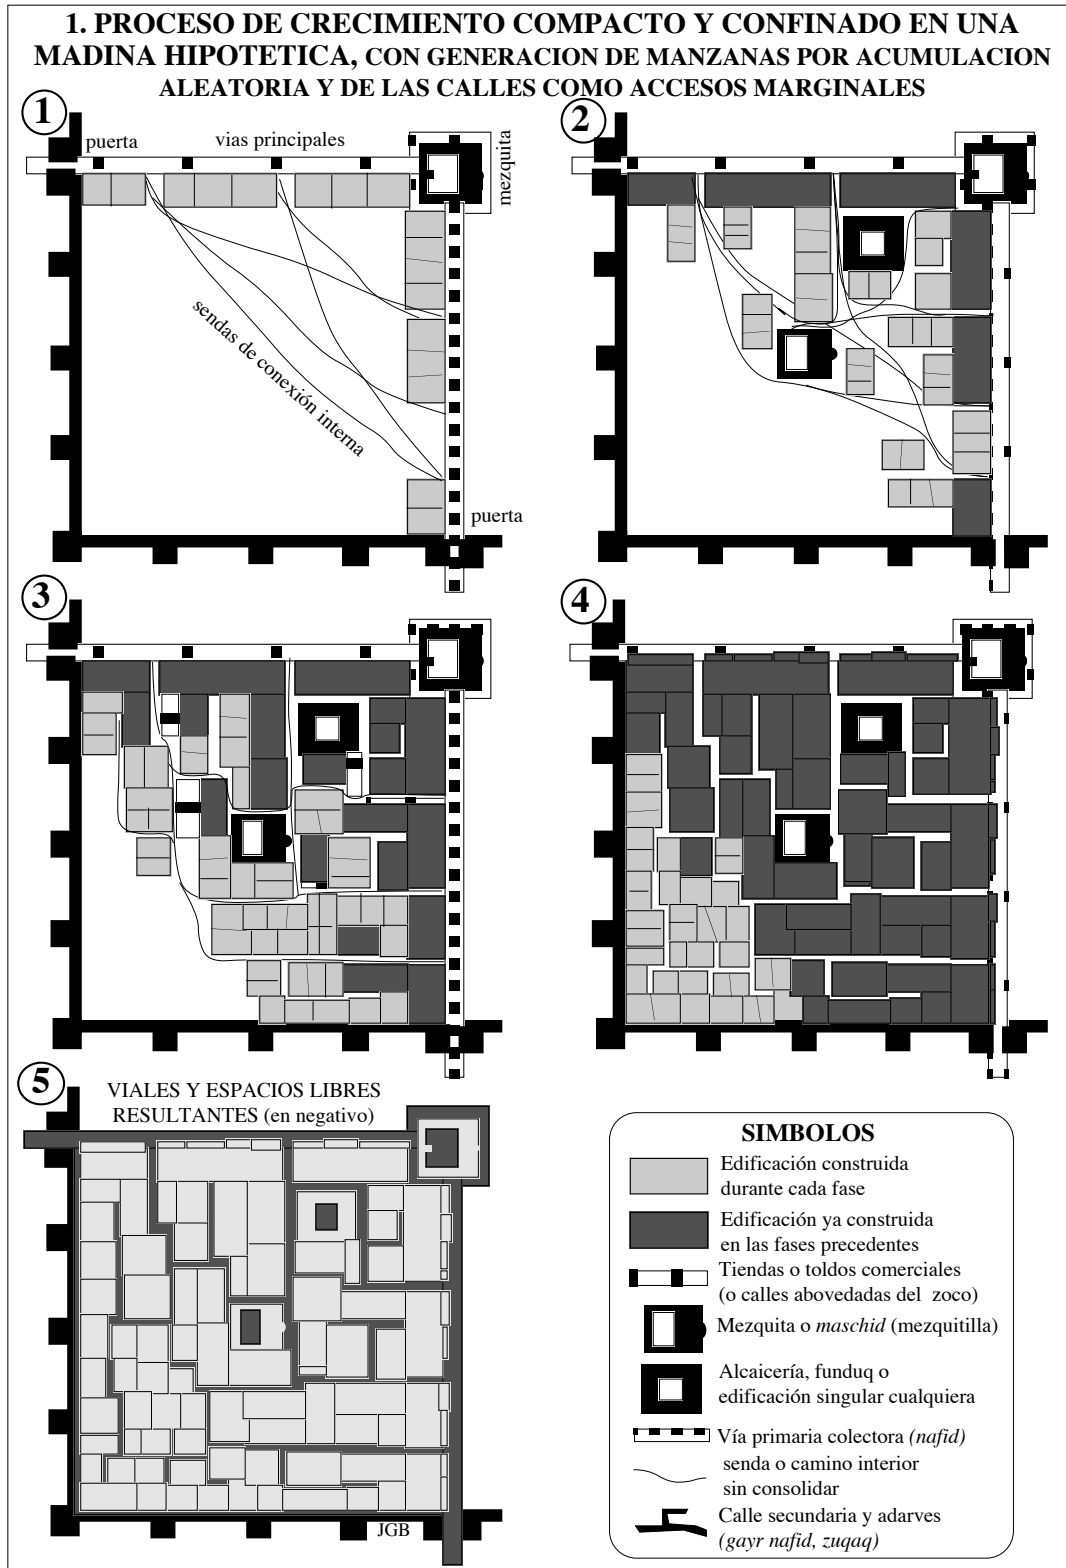 1. PROCESO DE CRECIMIENTO COMPACTO Y CONFINADO EN UNA
MADINA HIPOTETICA, CON GENERACION DE MANZANAS POR ACUMULACION
ALEATORIA Y DE LAS CALLES COMO ACCESOS MARGINALES
1
puerta
vias principales
mezquita
sendas de conexión interna
puerta
2
3
4
5
VIALES Y ESPACIOS LIBRES
RESULTANTES (en negativo)
JGB
SIMBOLOS
Edificación construida
durante cada fase
Edificación ya construida
en las fases precedentes
Tiendas o toldos comerciales
(o calles abovedadas del zoco)
Mezquita o maschid (mezquitilla)
Alcaicería, funduq o
edificación singular cualquiera
Vía primaria colectora (nafid)
senda o camino interior
sin consolidar
Calle secundaria y adarves
(gayr nafid, zuqaq)